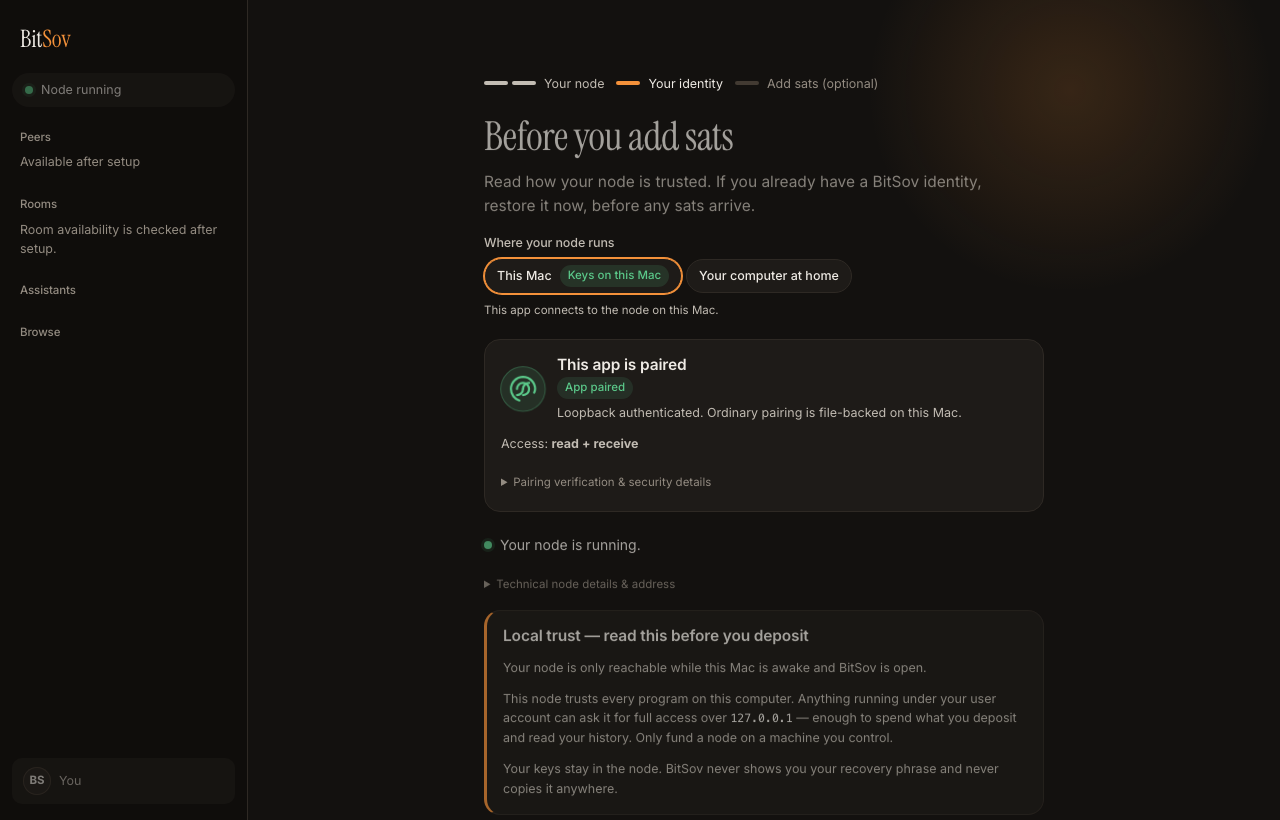 BitSov
Node running
Peers
Available after setup
Rooms
Room availability is checked after
setup.
Assistants
Browse
BS You
Your node Your identity Add sats (optional)
Before you add sats
Read how your node is trusted. If you already have a BitSov identity,
restore it now, before any sats arrive.
Where your node runs
This Mac Keys on this Mac Your computer at home
This app connects to the node on this Mac.
This app is paired
App paired
Loopback authenticated. Ordinary pairing is file-backed on this Mac.
Access: read + receive
Pairing verification & security details
Your node is running.
Technical node details & address
Local trust — read this before you deposit
Your node is only reachable while this Mac is awake and BitSov is open.
This node trusts every program on this computer. Anything running under your user
account can ask it for full access over 127.0.0.1 — enough to spend what you deposit
and read your history. Only fund a node on a machine you control.
Your keys stay in the node. BitSov never shows you your recovery phrase and never
copies it anywhere.